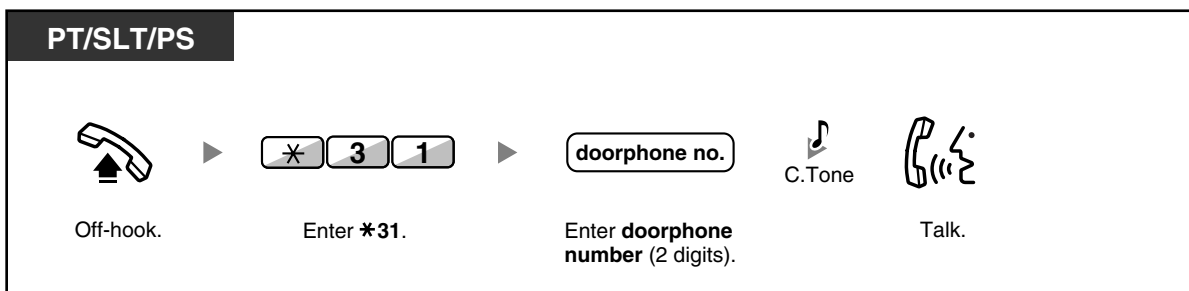 PT/SLT/PS
✳ 3 1
doorphone no.
C.Tone
Off-hook.
Enter ✳31.
Enter doorphone
number (2 digits).
Talk.